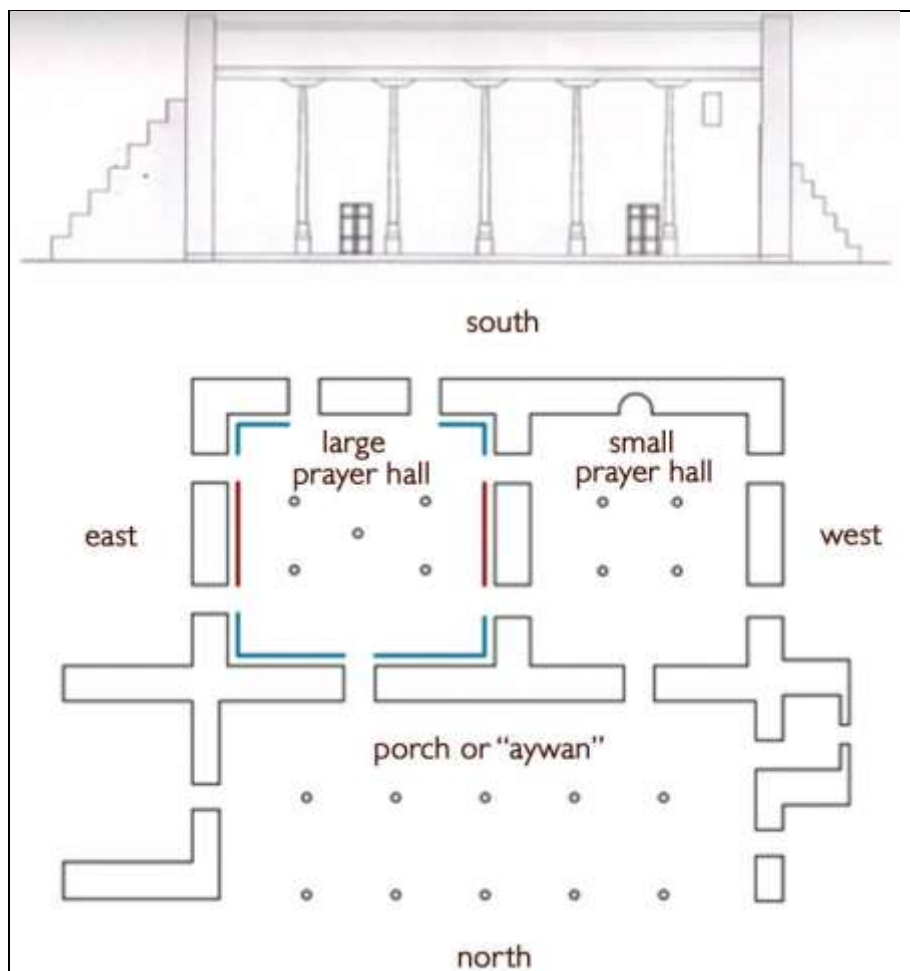 south
large
prayer hall
small
prayer hall
east
west
porch or “aywan”
north